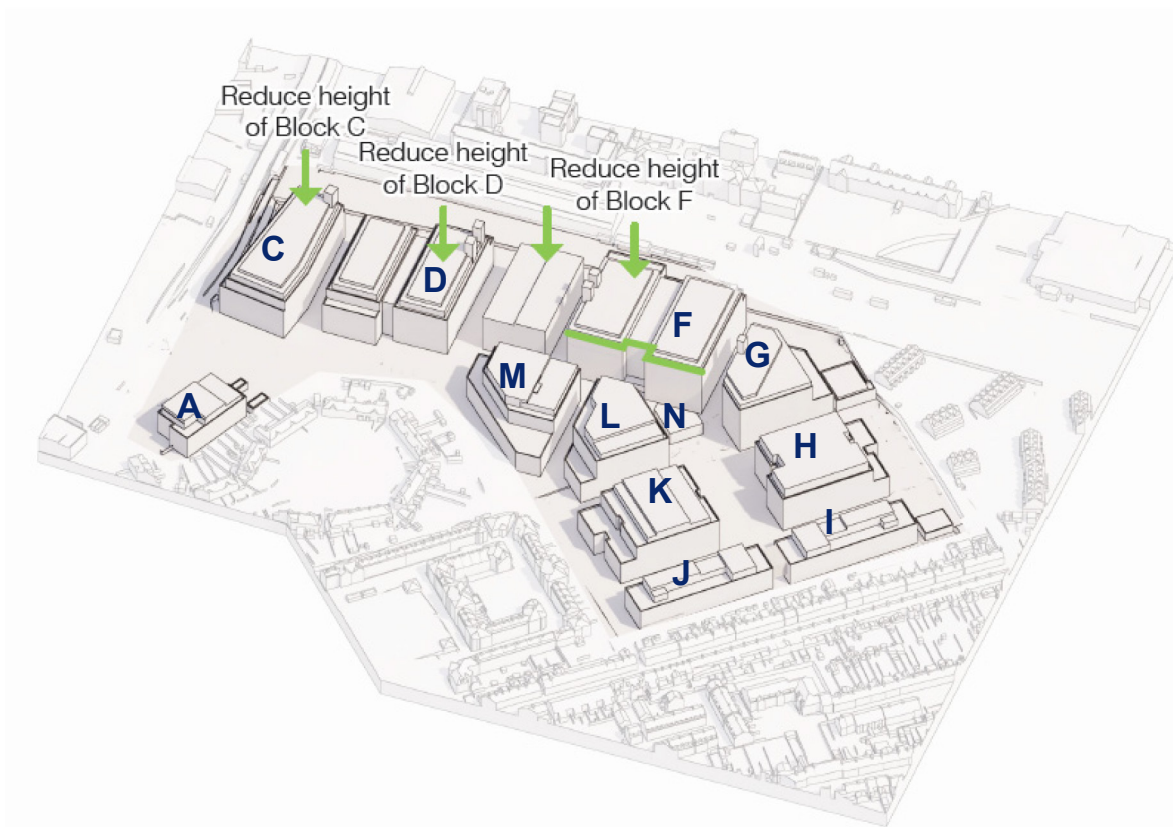 Reduce height
of Block C
Reduce height
of Block D
Reduce height
of Block F
C
D
F
G
M
A
L
N
H
K
I
J